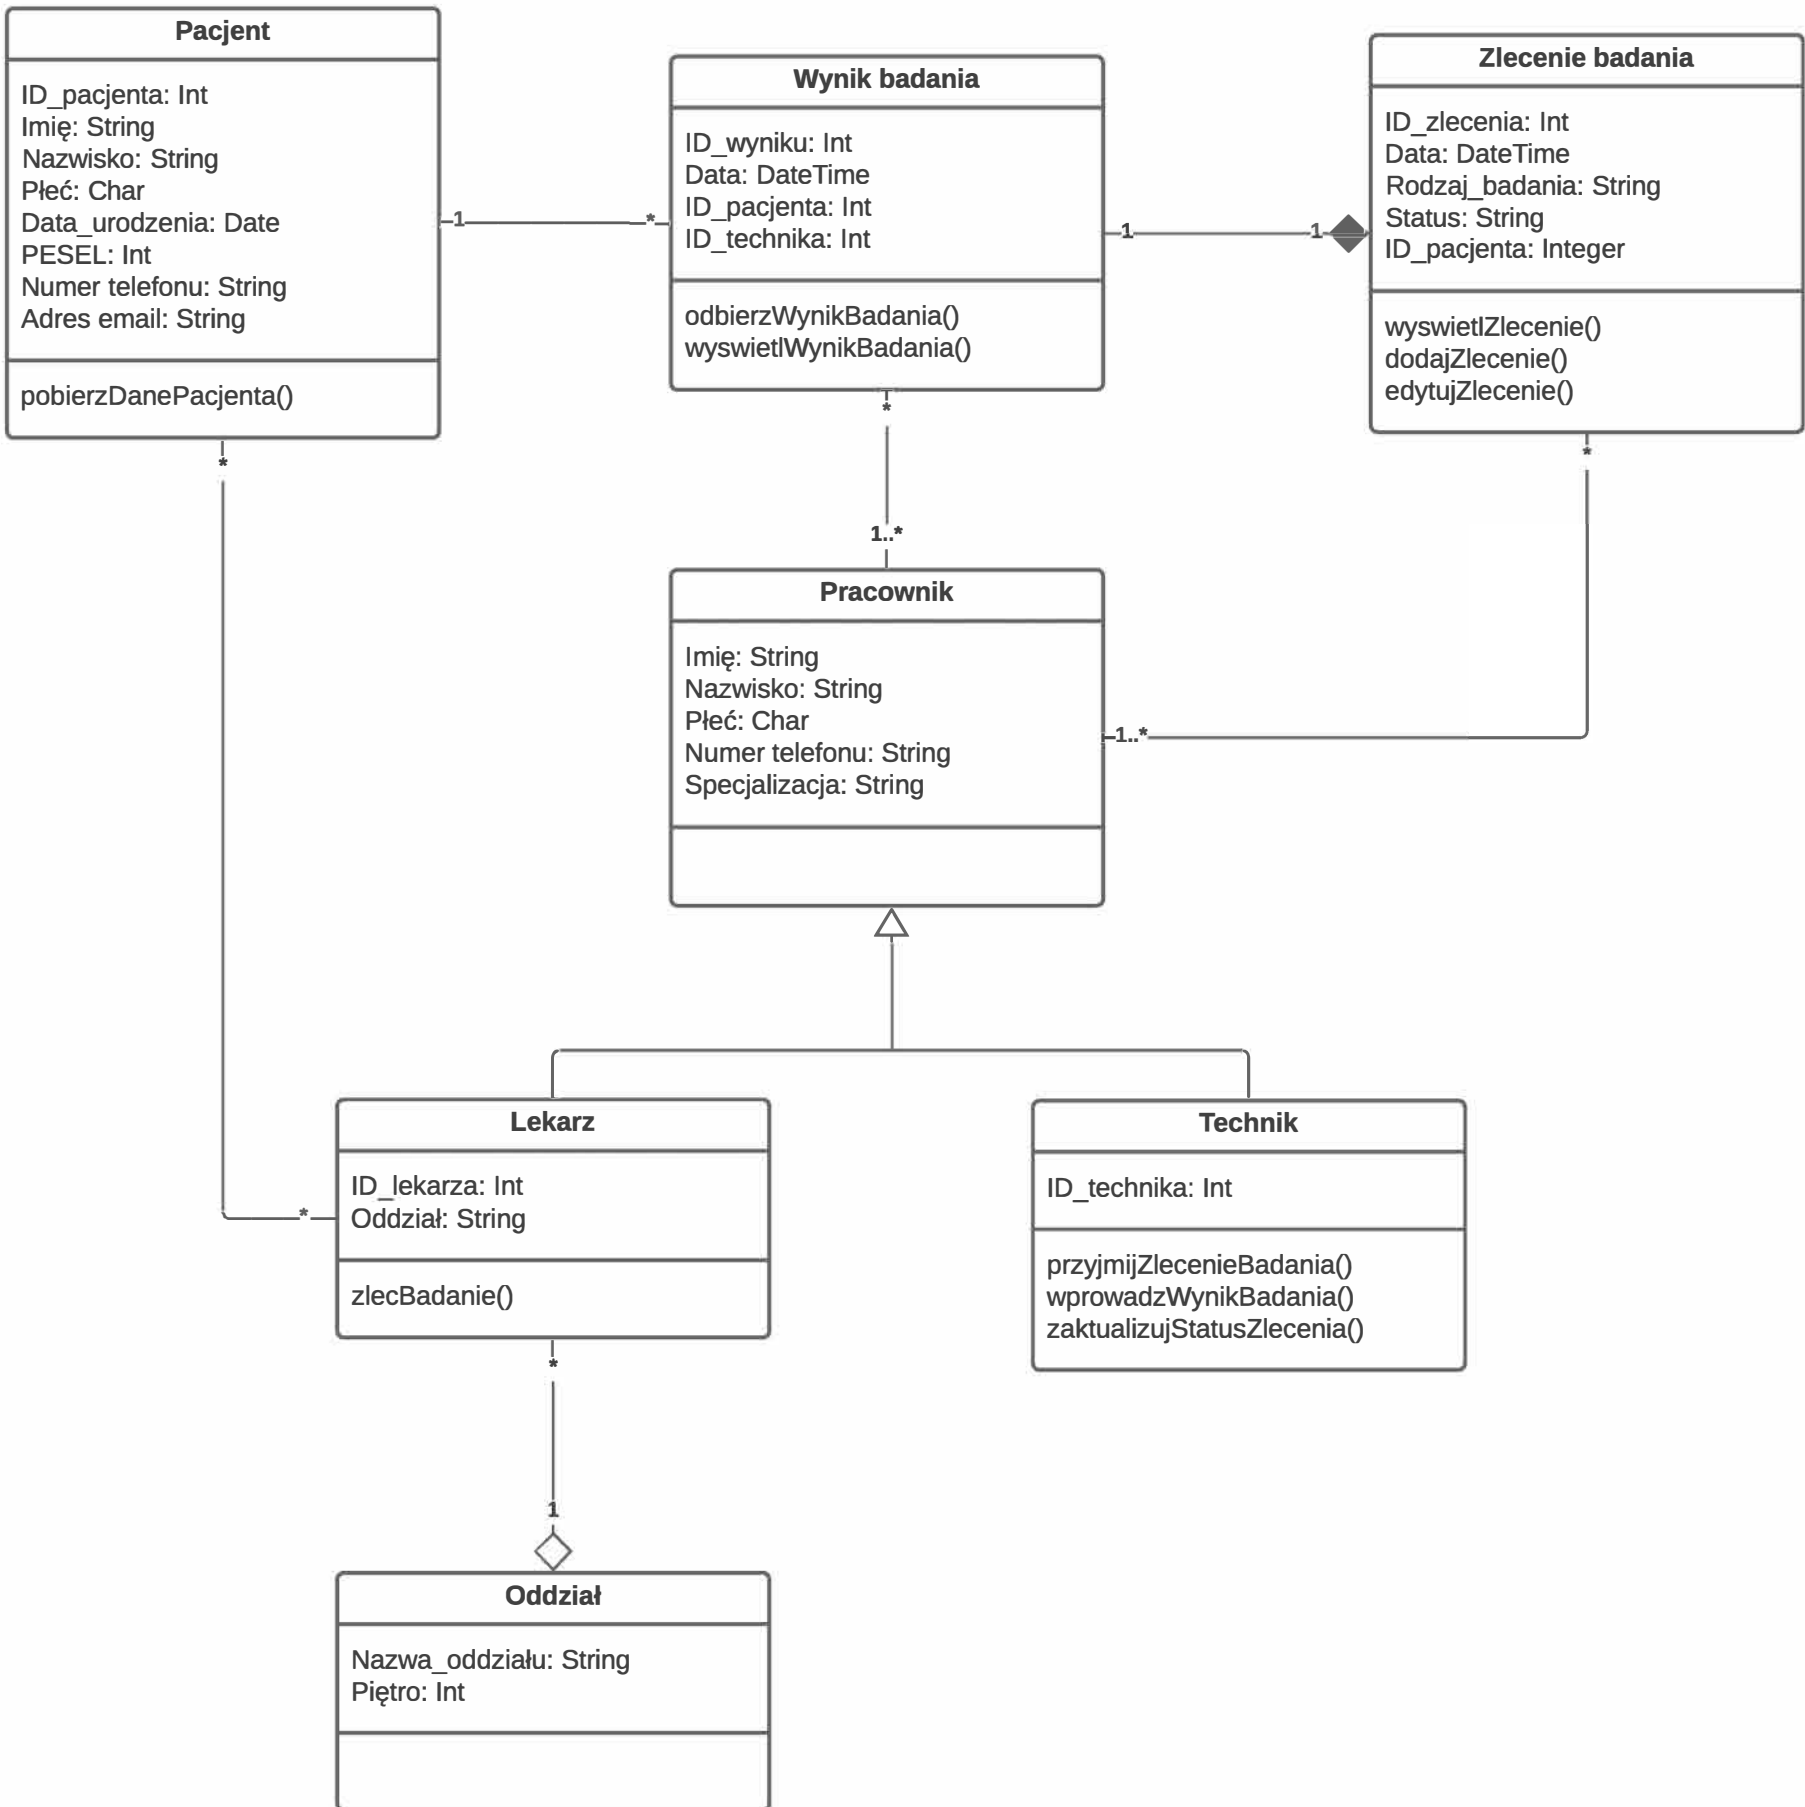 Pacjent
ID_pacjenta: Int
Imię: String
Nazwisko: String
Płeć: Char
Data_urodzenia: Date
PESEL: Int
Numer telefonu: String
Adres email: String
pobierzDanePacjenta()
1
*
Wynik badania
ID_wyniku: Int
Data: DateTime
ID_pacjenta: Int
ID_technika: Int
odbierzWynikBadania()
wyswietlWynikBadania()
1
1
Zlecenie badania
ID_zlecenia: Int
Data: DateTime
Rodzaj_badania: String
Status: String
ID_pacjenta: Integer
wyswietlZlecenie()
dodajZlecenie()
edytujZlecenie()
*
*
*
1..*
Pracownik
Imię: String
Nazwisko: String
Płeć: Char
Numer telefonu: String
Specjalizacja: String
1..*
Lekarz
ID_lekarza: Int
Oddział: String
zlecBadanie()
*
Technik
ID_technika: Int
przyjmijZlecenieBadania()
wprowadzWynikBadania()
zaktualizujStatusZlecenia()
*
1
Oddział
Nazwa_oddziału: String
Piętro: Int